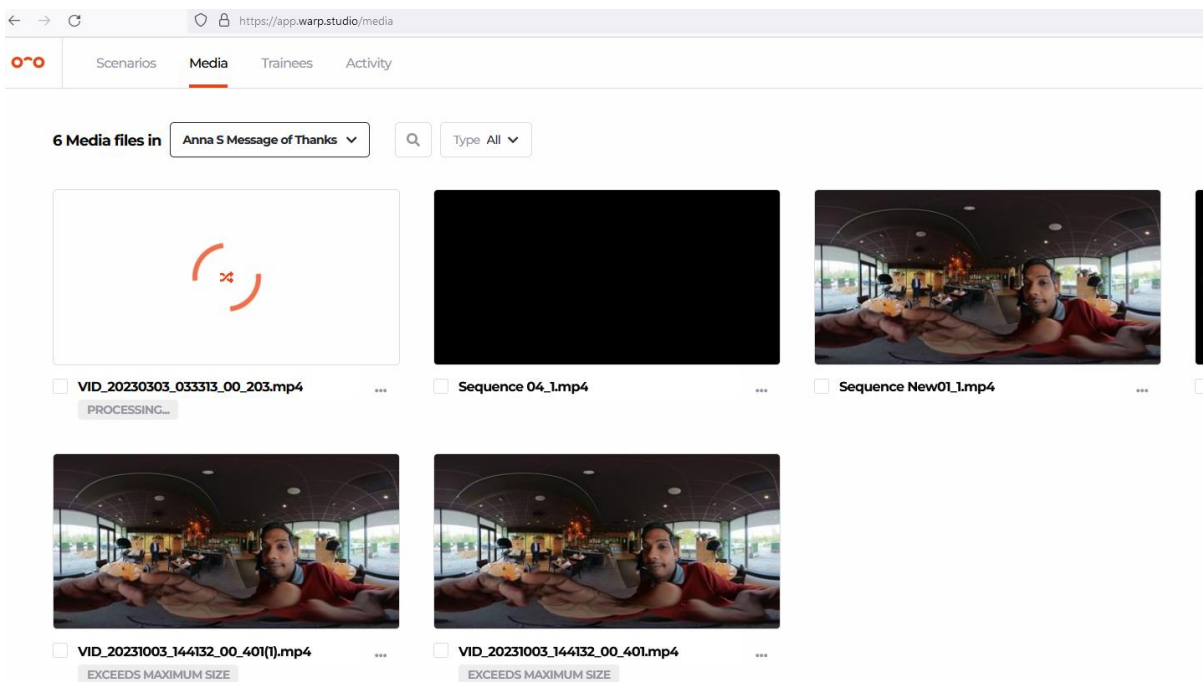 https://app.warp.studio/media
Scenarios Media Trainees Activity
6 Media files in Anna S Message of Thanks Type All
VID_20230303_033313_00_203.mp4 ... Sequence 04_1.mp4 ... Sequence New01_1.mp4 ...
PROCESSING...
VID_20231003_144132_00_401(1).mp4 ... VID_20231003_144132_00_401.mp4 ...
EXCEEDS MAXIMUM SIZE EXCEEDS MAXIMUM SIZE